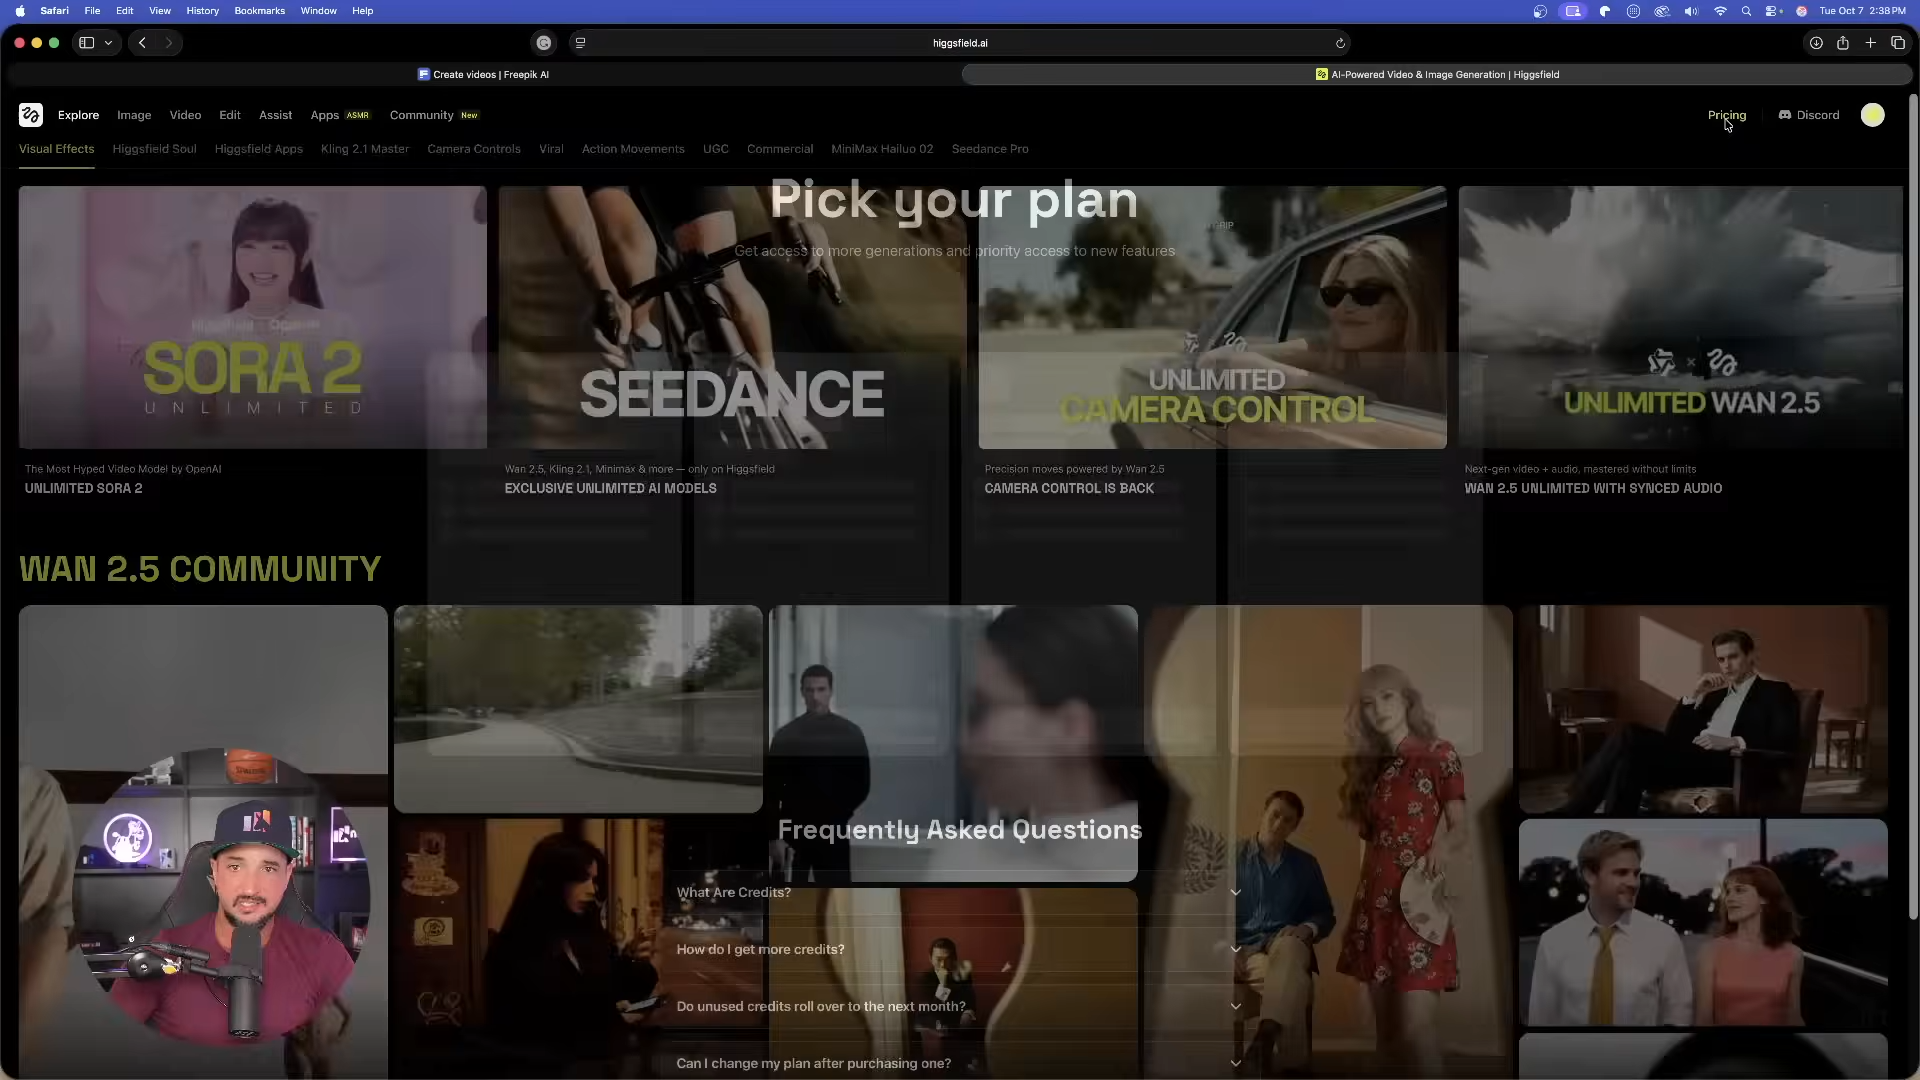 Safari File Edit View History Bookmarks Window Help
Tue Oct 7 2:38 PM
higgsfield.ai
Create videos | Freepik AI
AI-Powered Video & Image Generation | Higgsfield
Explore Image Video Edit Assist Apps ASMR Community New
Pricing Discord
Visual Effects Higgsfield Soul Higgsfield Apps Kling 2.1 Master Camera Controls Viral Action Movements UGC Commercial MiniMax Hailuo 02 Seedance Pro
Pick your plan
Get access to more generations and priority access to new features
SORA 2
UNLIMITED
SEEDANCE
UNLIMITED
CAMERA CONTROL
UNLIMITED WAN 2.5
The Most Hyped Video Model by OpenAI
UNLIMITED SORA 2
Wan 2.5, Kling 2.1, Minimax & more — only on Higgsfield
EXCLUSIVE UNLIMITED AI MODELS
Precision moves powered by Wan 2.5
CAMERA CONTROL IS BACK
Next-gen video + audio, mastered without limits
WAN 2.5 UNLIMITED WITH SYNCED AUDIO
WAN 2.5 COMMUNITY
Frequently Asked Questions
What Are Credits?
How do I get more credits?
Do unused credits roll over to the next month?
Can I change my plan after purchasing one?